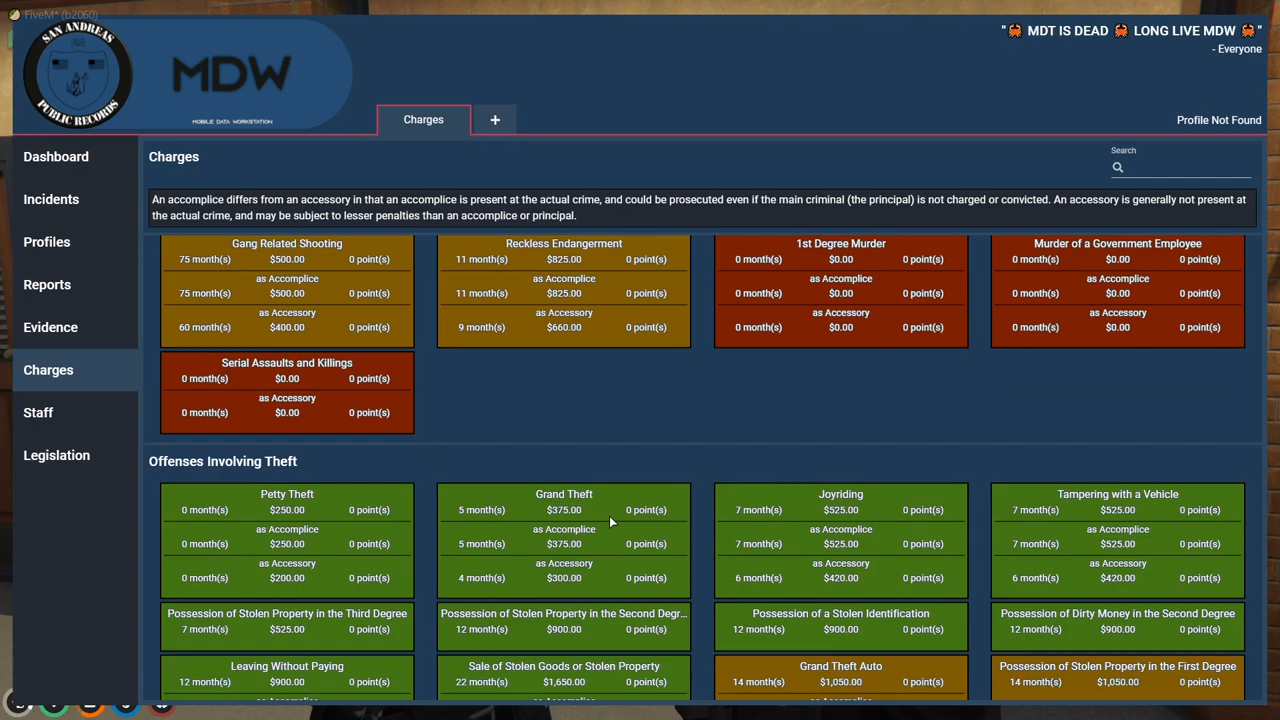 FiveM* (b2060)
SAN ANDREAS
PUBLIC RECORDS
MDW
MOBILE DATA WORKSTATION
" 🦀 MDT IS DEAD 🦀 LONG LIVE MDW 🦀 "
- Everyone
Charges +
Profile Not Found
Dashboard
Incidents
Profiles
Reports
Evidence
Charges
Staff
Legislation
Charges
Search
An accomplice differs from an accessory in that an accomplice is present at the actual crime, and could be prosecuted even if the main criminal (the principal) is not charged or convicted. An accessory is generally not present at
the actual crime, and may be subject to lesser penalties than an accomplice or principal.
Gang Related Shooting
75 month(s) $500.00 0 point(s)
as Accomplice
75 month(s) $500.00 0 point(s)
as Accessory
60 month(s) $400.00 0 point(s)
Reckless Endangerment
11 month(s) $825.00 0 point(s)
as Accomplice
11 month(s) $825.00 0 point(s)
as Accessory
9 month(s) $660.00 0 point(s)
1st Degree Murder
0 month(s) $0.00 0 point(s)
as Accomplice
0 month(s) $0.00 0 point(s)
as Accessory
0 month(s) $0.00 0 point(s)
Murder of a Government Employee
0 month(s) $0.00 0 point(s)
as Accomplice
0 month(s) $0.00 0 point(s)
as Accessory
0 month(s) $0.00 0 point(s)
Serial Assaults and Killings
0 month(s) $0.00 0 point(s)
as Accessory
0 month(s) $0.00 0 point(s)
Offenses Involving Theft
Petty Theft
0 month(s) $250.00 0 point(s)
as Accomplice
0 month(s) $250.00 0 point(s)
as Accessory
0 month(s) $200.00 0 point(s)
Grand Theft
5 month(s) $375.00 0 point(s)
as Accomplice
5 month(s) $375.00 0 point(s)
as Accessory
4 month(s) $300.00 0 point(s)
Joyriding
7 month(s) $525.00 0 point(s)
as Accomplice
7 month(s) $525.00 0 point(s)
as Accessory
6 month(s) $420.00 0 point(s)
Tampering with a Vehicle
7 month(s) $525.00 0 point(s)
as Accomplice
7 month(s) $525.00 0 point(s)
as Accessory
6 month(s) $420.00 0 point(s)
Possession of Stolen Property in the Third Degree
7 month(s) $525.00 0 point(s)
Possession of Stolen Property in the Second Degr...
12 month(s) $900.00 0 point(s)
Possession of a Stolen Identification
12 month(s) $900.00 0 point(s)
Possession of Dirty Money in the Second Degree
12 month(s) $900.00 0 point(s)
Leaving Without Paying
12 month(s) $900.00 0 point(s)
Sale of Stolen Goods or Stolen Property
22 month(s) $1,650.00 0 point(s)
Grand Theft Auto
14 month(s) $1,050.00 0 point(s)
Possession of Stolen Property in the First Degree
14 month(s) $1,050.00 0 point(s)